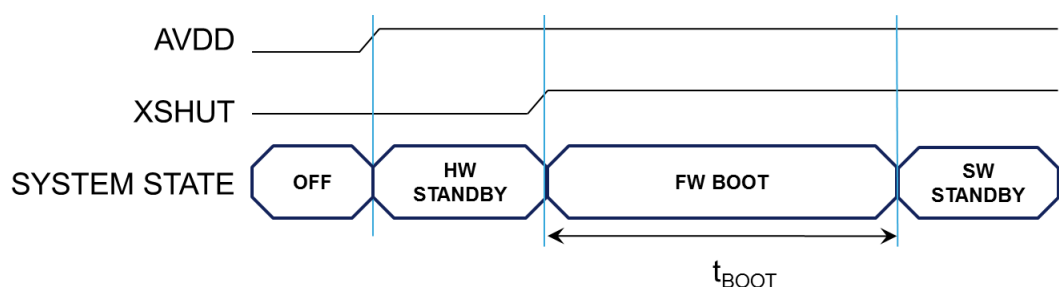 AVDD
XSHUT
SYSTEM STATE
OFF
HW
STANDBY
FW BOOT
SW
STANDBY
tBOOT